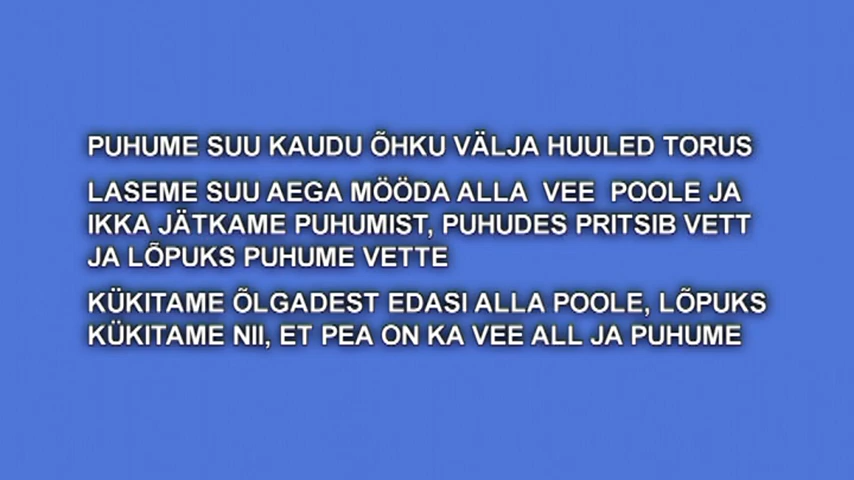 PUHUME SUU KAUDU ÕHKU VÄLJA HUULED TORUS
LASEME SUU AEGA MÖÖDA ALLA VEE POOLE JA
IKKA JÄTKAME PUHUMIST, PUHUDES PRITSIB VETT
JA LÕPUKS PUHUME VETTE
KÜKITAME ÕLGADEST EDASI ALLA POOLE, LÕPUKS
KÜKITAME NII, ET PEA ON KA VEE ALL JA PUHUME